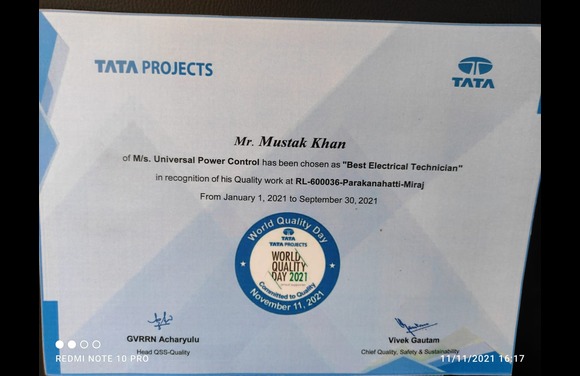 TATA PROJECTS
TATA
Mr. Mustak Khan
of M/s. Universal Power Control has been chosen as "Best Electrical Technician"
in recognition of his Quality work at RL-600036-Parakanahatti-Miraj
From January 1, 2021 to September 30, 2021
World Quality Day
TATA
TATA PROJECTS
WORLD
QUALITY
DAY 2021
Committed to Quality
November 11, 2021
GVRRN Acharyulu
Head QSS-Quality
Vivek Gautam
Chief Quality, Safety & Sustainability
REDMI NOTE 10 PRO
11/11/2021 16:17